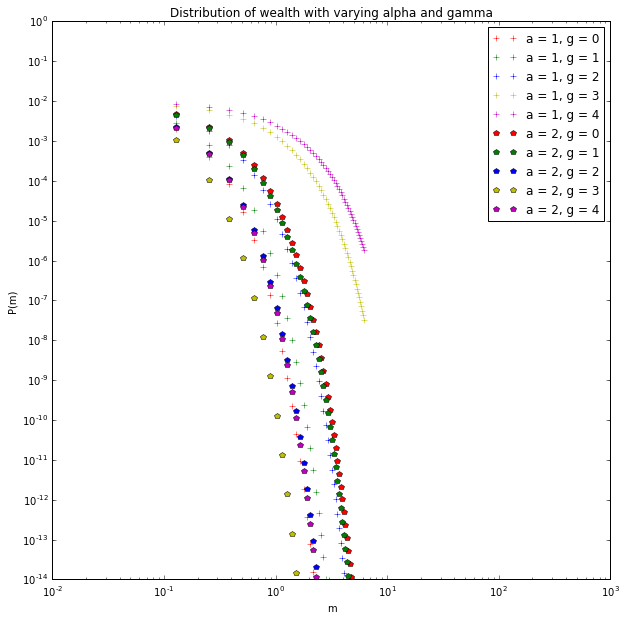 Distribution of wealth with varying alpha and gamma
10^0
10^-1
10^-2
10^-3
10^-4
10^-5
10^-6
10^-7
10^-8
10^-9
10^-10
10^-11
10^-12
10^-13
10^-14
P(m)
a = 1, g = 0
a = 1, g = 1
a = 1, g = 2
a = 1, g = 3
a = 1, g = 4
a = 2, g = 0
a = 2, g = 1
a = 2, g = 2
a = 2, g = 3
a = 2, g = 4
10^-2 10^-1 10^0 10^1 10^2 10^3
m